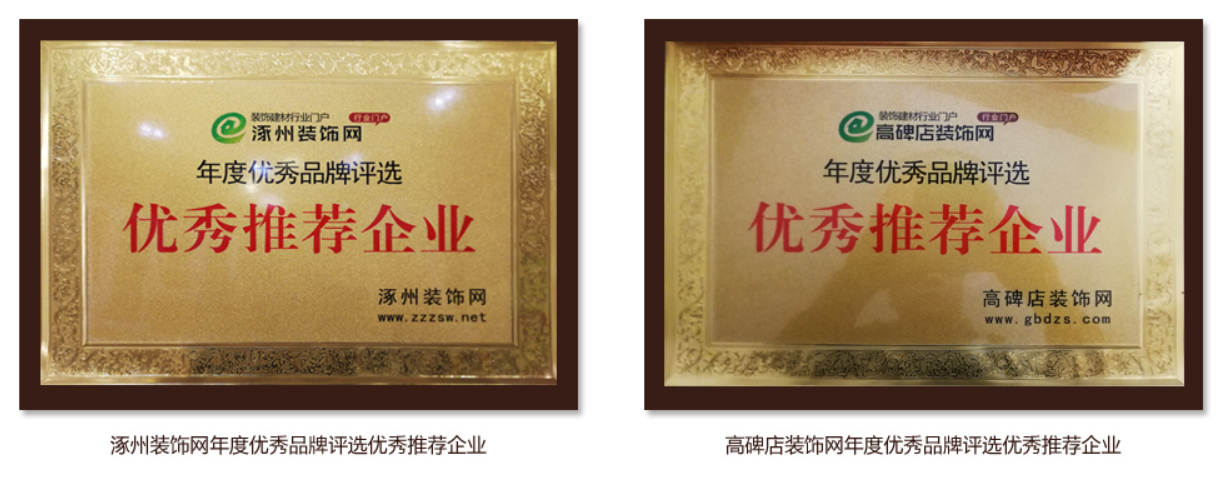 装饰建材行业门户 行业门户
涿州装饰网
年度优秀品牌评选
优秀推荐企业
涿州装饰网
www.zzzsw.net
涿州装饰网年度优秀品牌评选优秀推荐企业
装饰建材行业门户 行业门户
高碑店装饰网
年度优秀品牌评选
优秀推荐企业
高碑店装饰网
www.gbdzs.com
高碑店装饰网年度优秀品牌评选优秀推荐企业